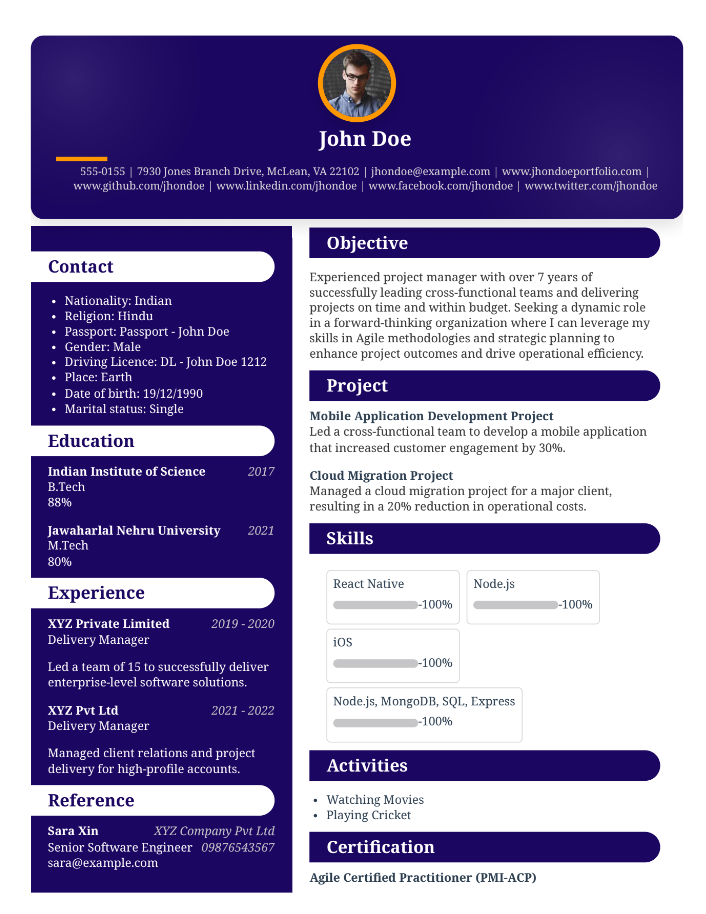 John Doe
555-0155 | 7930 Jones Branch Drive, McLean, VA 22102 | jhondoe@example.com | www.jhondoeportfolio.com |
www.github.com/jhondoe | www.linkedin.com/jhondoe | www.facebook.com/jhondoe | www.twitter.com/jhondoe
Contact
• Nationality: Indian
• Religion: Hindu
• Passport: Passport - John Doe
• Gender: Male
• Driving Licence: DL - John Doe 1212
• Place: Earth
• Date of birth: 19/12/1990
• Marital status: Single
Education
Indian Institute of Science 2017
B.Tech
88%
Jawaharlal Nehru University 2021
M.Tech
80%
Experience
XYZ Private Limited 2019 - 2020
Delivery Manager
Led a team of 15 to successfully deliver
enterprise-level software solutions.
XYZ Pvt Ltd 2021 - 2022
Delivery Manager
Managed client relations and project
delivery for high-profile accounts.
Reference
Sara Xin XYZ Company Pvt Ltd
Senior Software Engineer 09876543567
sara@example.com
Objective
Experienced project manager with over 7 years of
successfully leading cross-functional teams and delivering
projects on time and within budget. Seeking a dynamic role
in a forward-thinking organization where I can leverage my
skills in Agile methodologies and strategic planning to
enhance project outcomes and drive operational efficiency.
Project
Mobile Application Development Project
Led a cross-functional team to develop a mobile application
that increased customer engagement by 30%.
Cloud Migration Project
Managed a cloud migration project for a major client,
resulting in a 20% reduction in operational costs.
Skills
React Native
-100%
Node.js
-100%
iOS
-100%
Node.js, MongoDB, SQL, Express
-100%
Activities
• Watching Movies
• Playing Cricket
Certification
Agile Certified Practitioner (PMI-ACP)